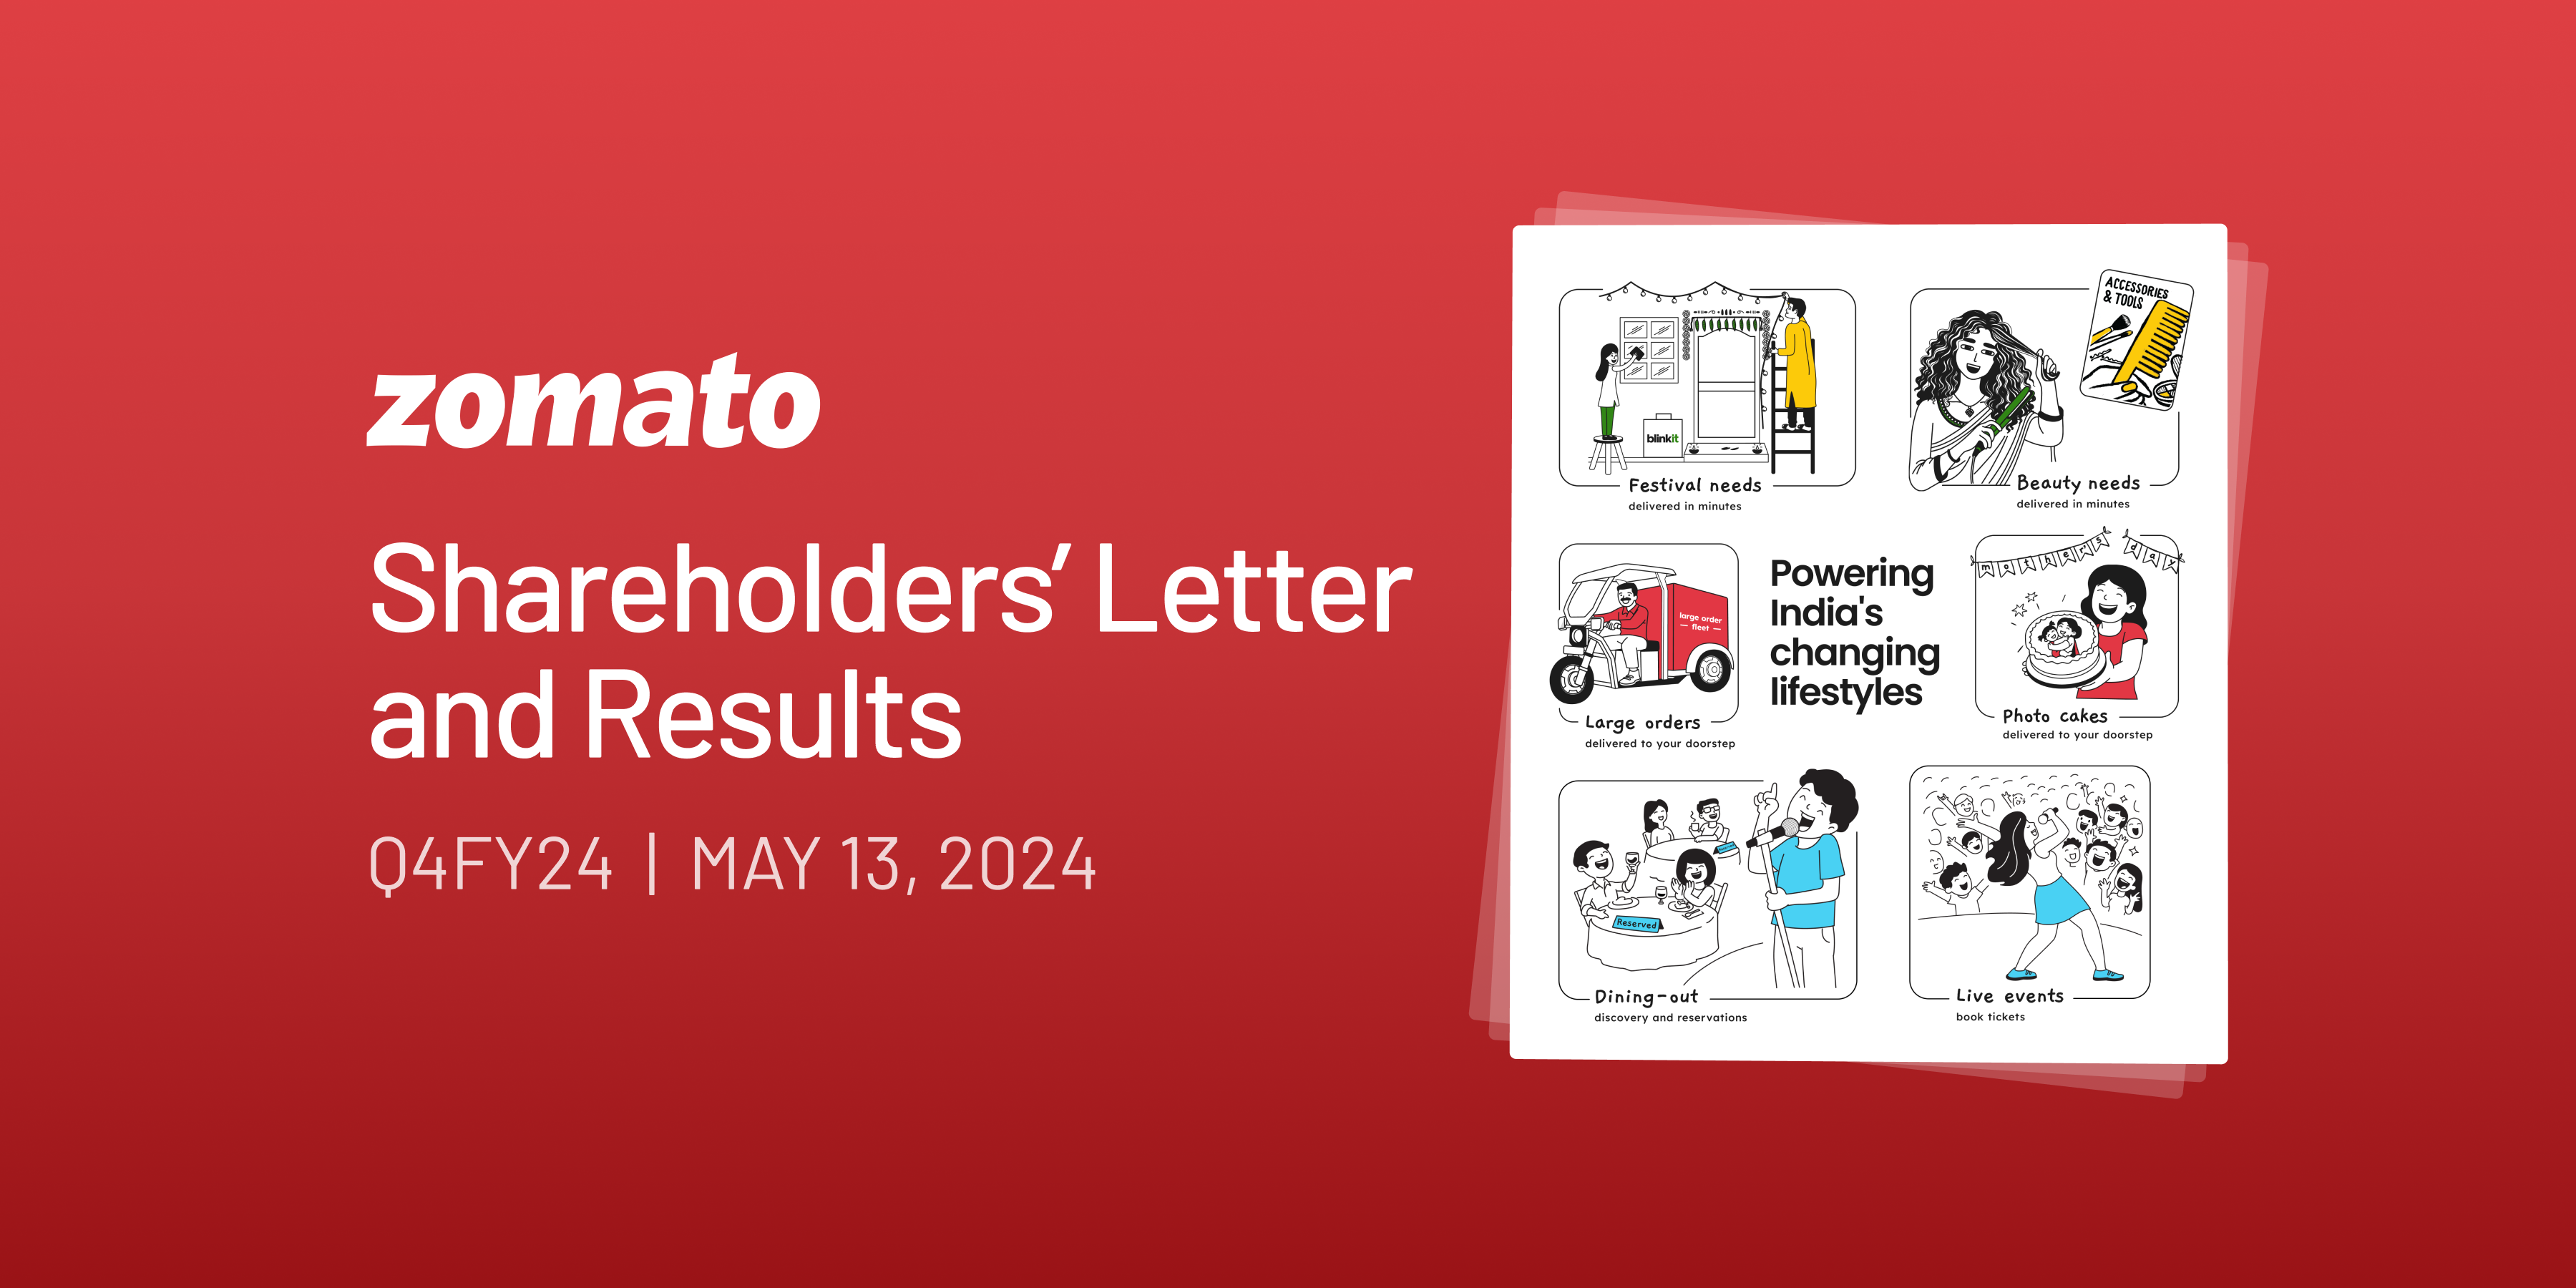 zomato
Shareholders’ Letter
and Results
Q4FY24 | MAY 13, 2024
blinkit
Festival needs
delivered in minutes
ACCESSORIES
& TOOLS
Beauty needs
delivered in minutes
large order
— fleet —
Large orders
delivered to your doorstep
Powering
India's
changing
lifestyles
mother's day
Photo cakes
delivered to your doorstep
Reserved
Dining-out
discovery and reservations
Live events
book tickets